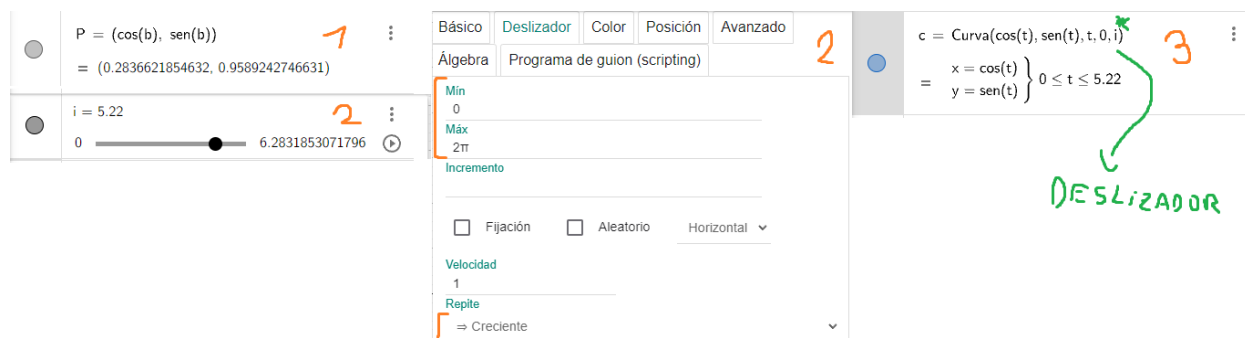 P = (cos(b), sen(b))
1
= (0.2836621854632, 0.9589242746631)
i = 5.22
2
0
6.2831853071796
Básico Deslizador Color Posición Avanzado
2
Álgebra Programa de guion (scripting)
Mín
0
Máx
2π
Incremento
Fijación Aleatorio Horizontal
Velocidad
1
Repite
⇒ Creciente
c = Curva(cos(t), sen(t), t, 0, i)*
3
= x = cos(t)
y = sen(t) } 0 ≤ t ≤ 5.22
DESLIZADOR